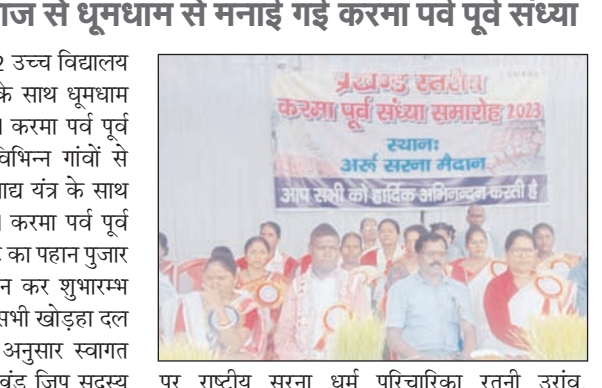 ाज से धूमधाम से मनाई गई करमा पर्व पूर्व संध्या
2 उच्च विद्यालय
के साथ धूमधाम
। करमा पर्व पूर्व
विभिन्न गांवों से
ाद्य यंत्र के साथ
। करमा पर्व पूर्व
का पहान पुजार
न कर शुभारम्भ
सभी खोड़हा दल
अनुसार स्वागत
खंड जिप सदस्य
प्रखण्ड स्तरीय
करमा पूर्व संध्या समारोह 2023
स्थानः
अरू सरना मैदान
आप सभी को हार्दिक अभिनन्दन करती है
पर राष्टीय सरना धर्म परिचारिका रतनी उरांव